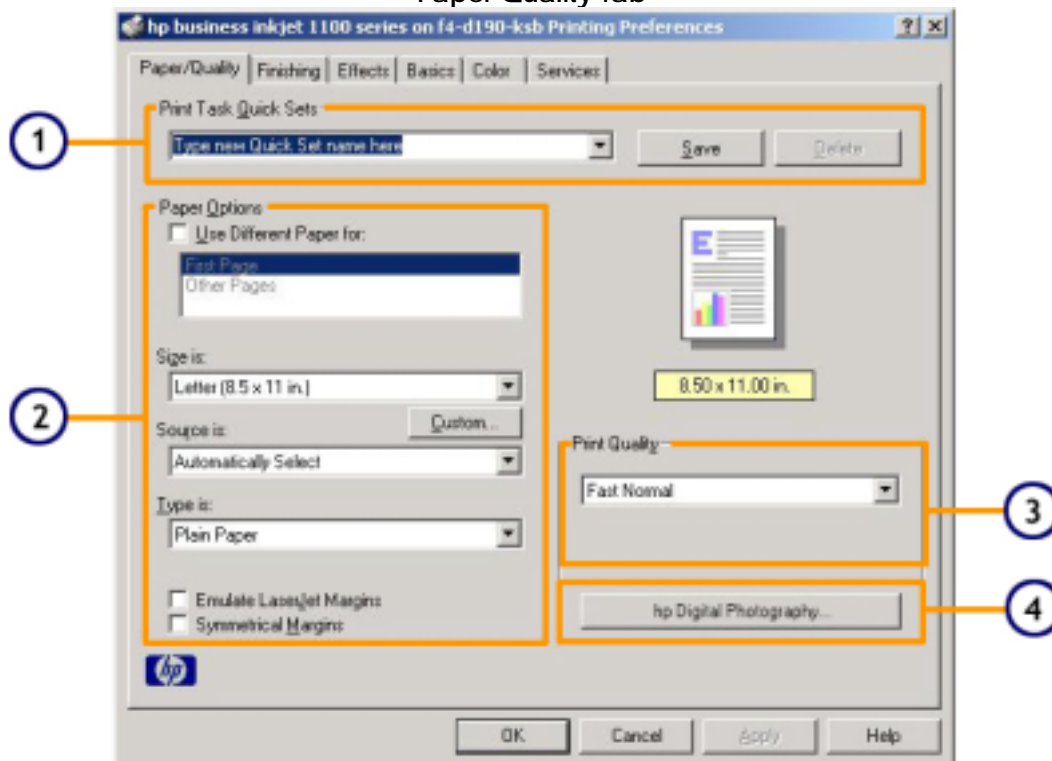 Paper Quality Tab
hp business inkjet 1100 series on f4-d190-ksb Printing Preferences
Paper/Quality Finishing Effects Basics Color Services
Print Task Quick Sets
1
Type new Quick Set name here Save Delete
Paper Options
Use Different Paper for:
First Page
Other Pages
E
Size is:
Letter (8.5 x 11 in.)
8.50 x 11.00 in.
2
Custom...
Source is:
Print Quality
Automatically Select
Fast Normal
3
Type is:
Plain Paper
Emulate LaserJet Margins
hp Digital Photography...
4
Symmetrical Margins
hp
OK Cancel Apply Help